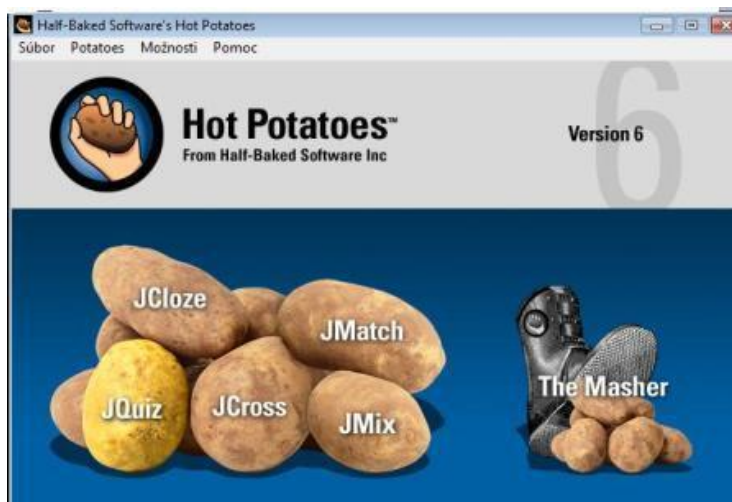 Half-Baked Software's Hot Potatoes
Súbor Potatoes Možnosti Pomoc
Hot Potatoes™
From Half-Baked Software Inc
Version 6
6
JCloze
JMatch
JQuiz
JCross
JMix
The Masher